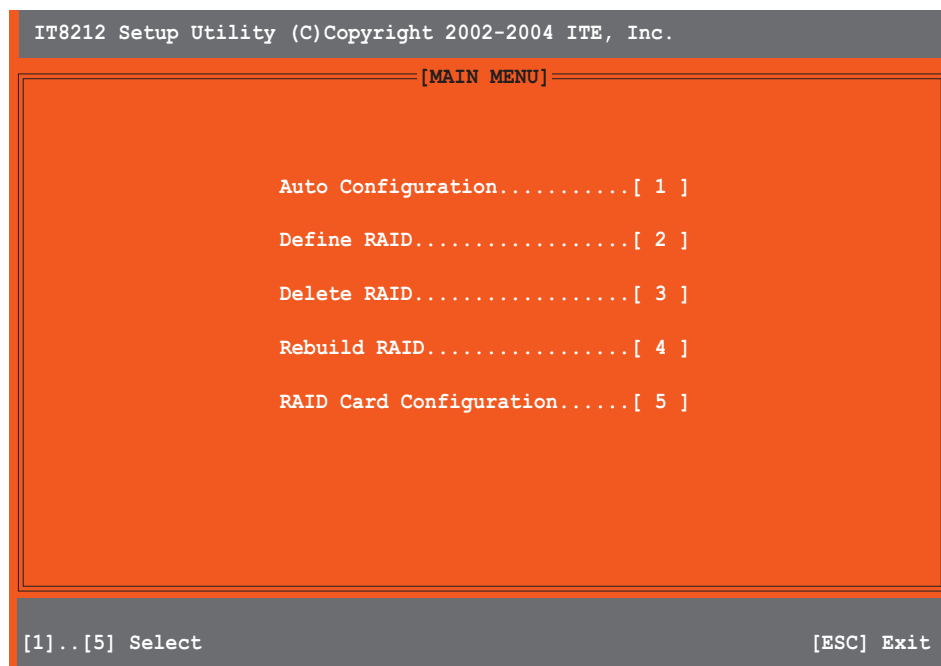 IT8212 Setup Utility (C)Copyright 2002-2004 ITE, Inc.
[MAIN MENU]
Auto Configuration...........[ 1 ]
Define RAID..................[ 2 ]
Delete RAID..................[ 3 ]
Rebuild RAID.................[ 4 ]
RAID Card Configuration......[ 5 ]
[1]..[5] Select [ESC] Exit